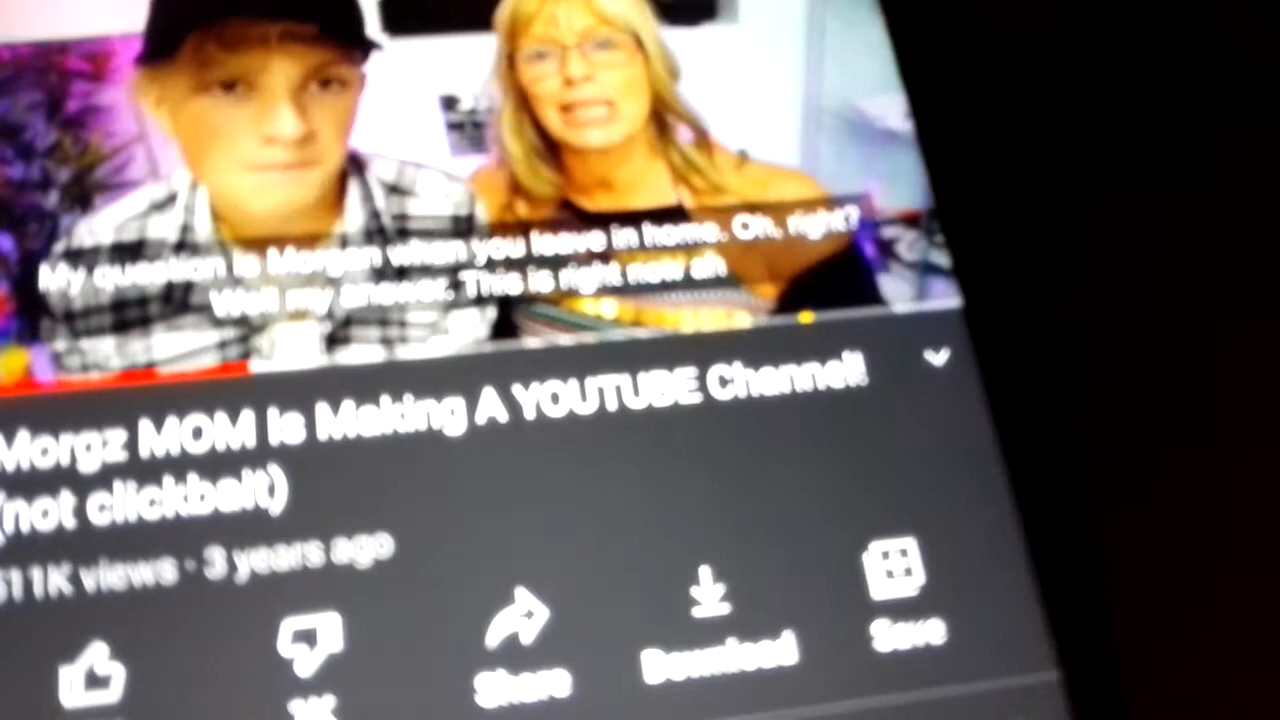 My question is Morgan when you leave in home. Oh, right?
Well my answer. This is right now ah
Morgz MOM Is Making A YOUTUBE Channel!
(not clickbait)
511K views · 3 years ago
1K
Share
Download
Save